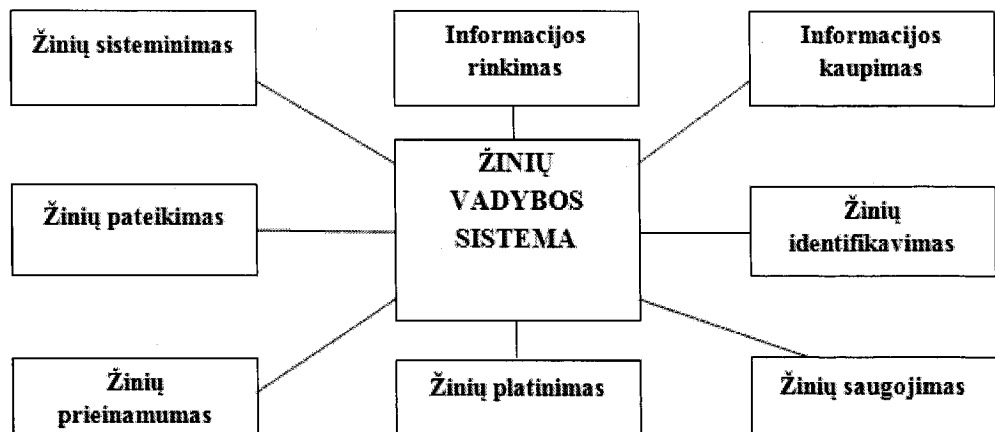 Žinių sisteminimas
Informacijos
rinkimas
Informacijos
kaupimas
ŽINIŲ
VADYBOS
SISTEMA
Žinių pateikimas
Žinių
identifikavimas
Žinių
prieinamumas
Žinių platinimas
Žinių saugojimas